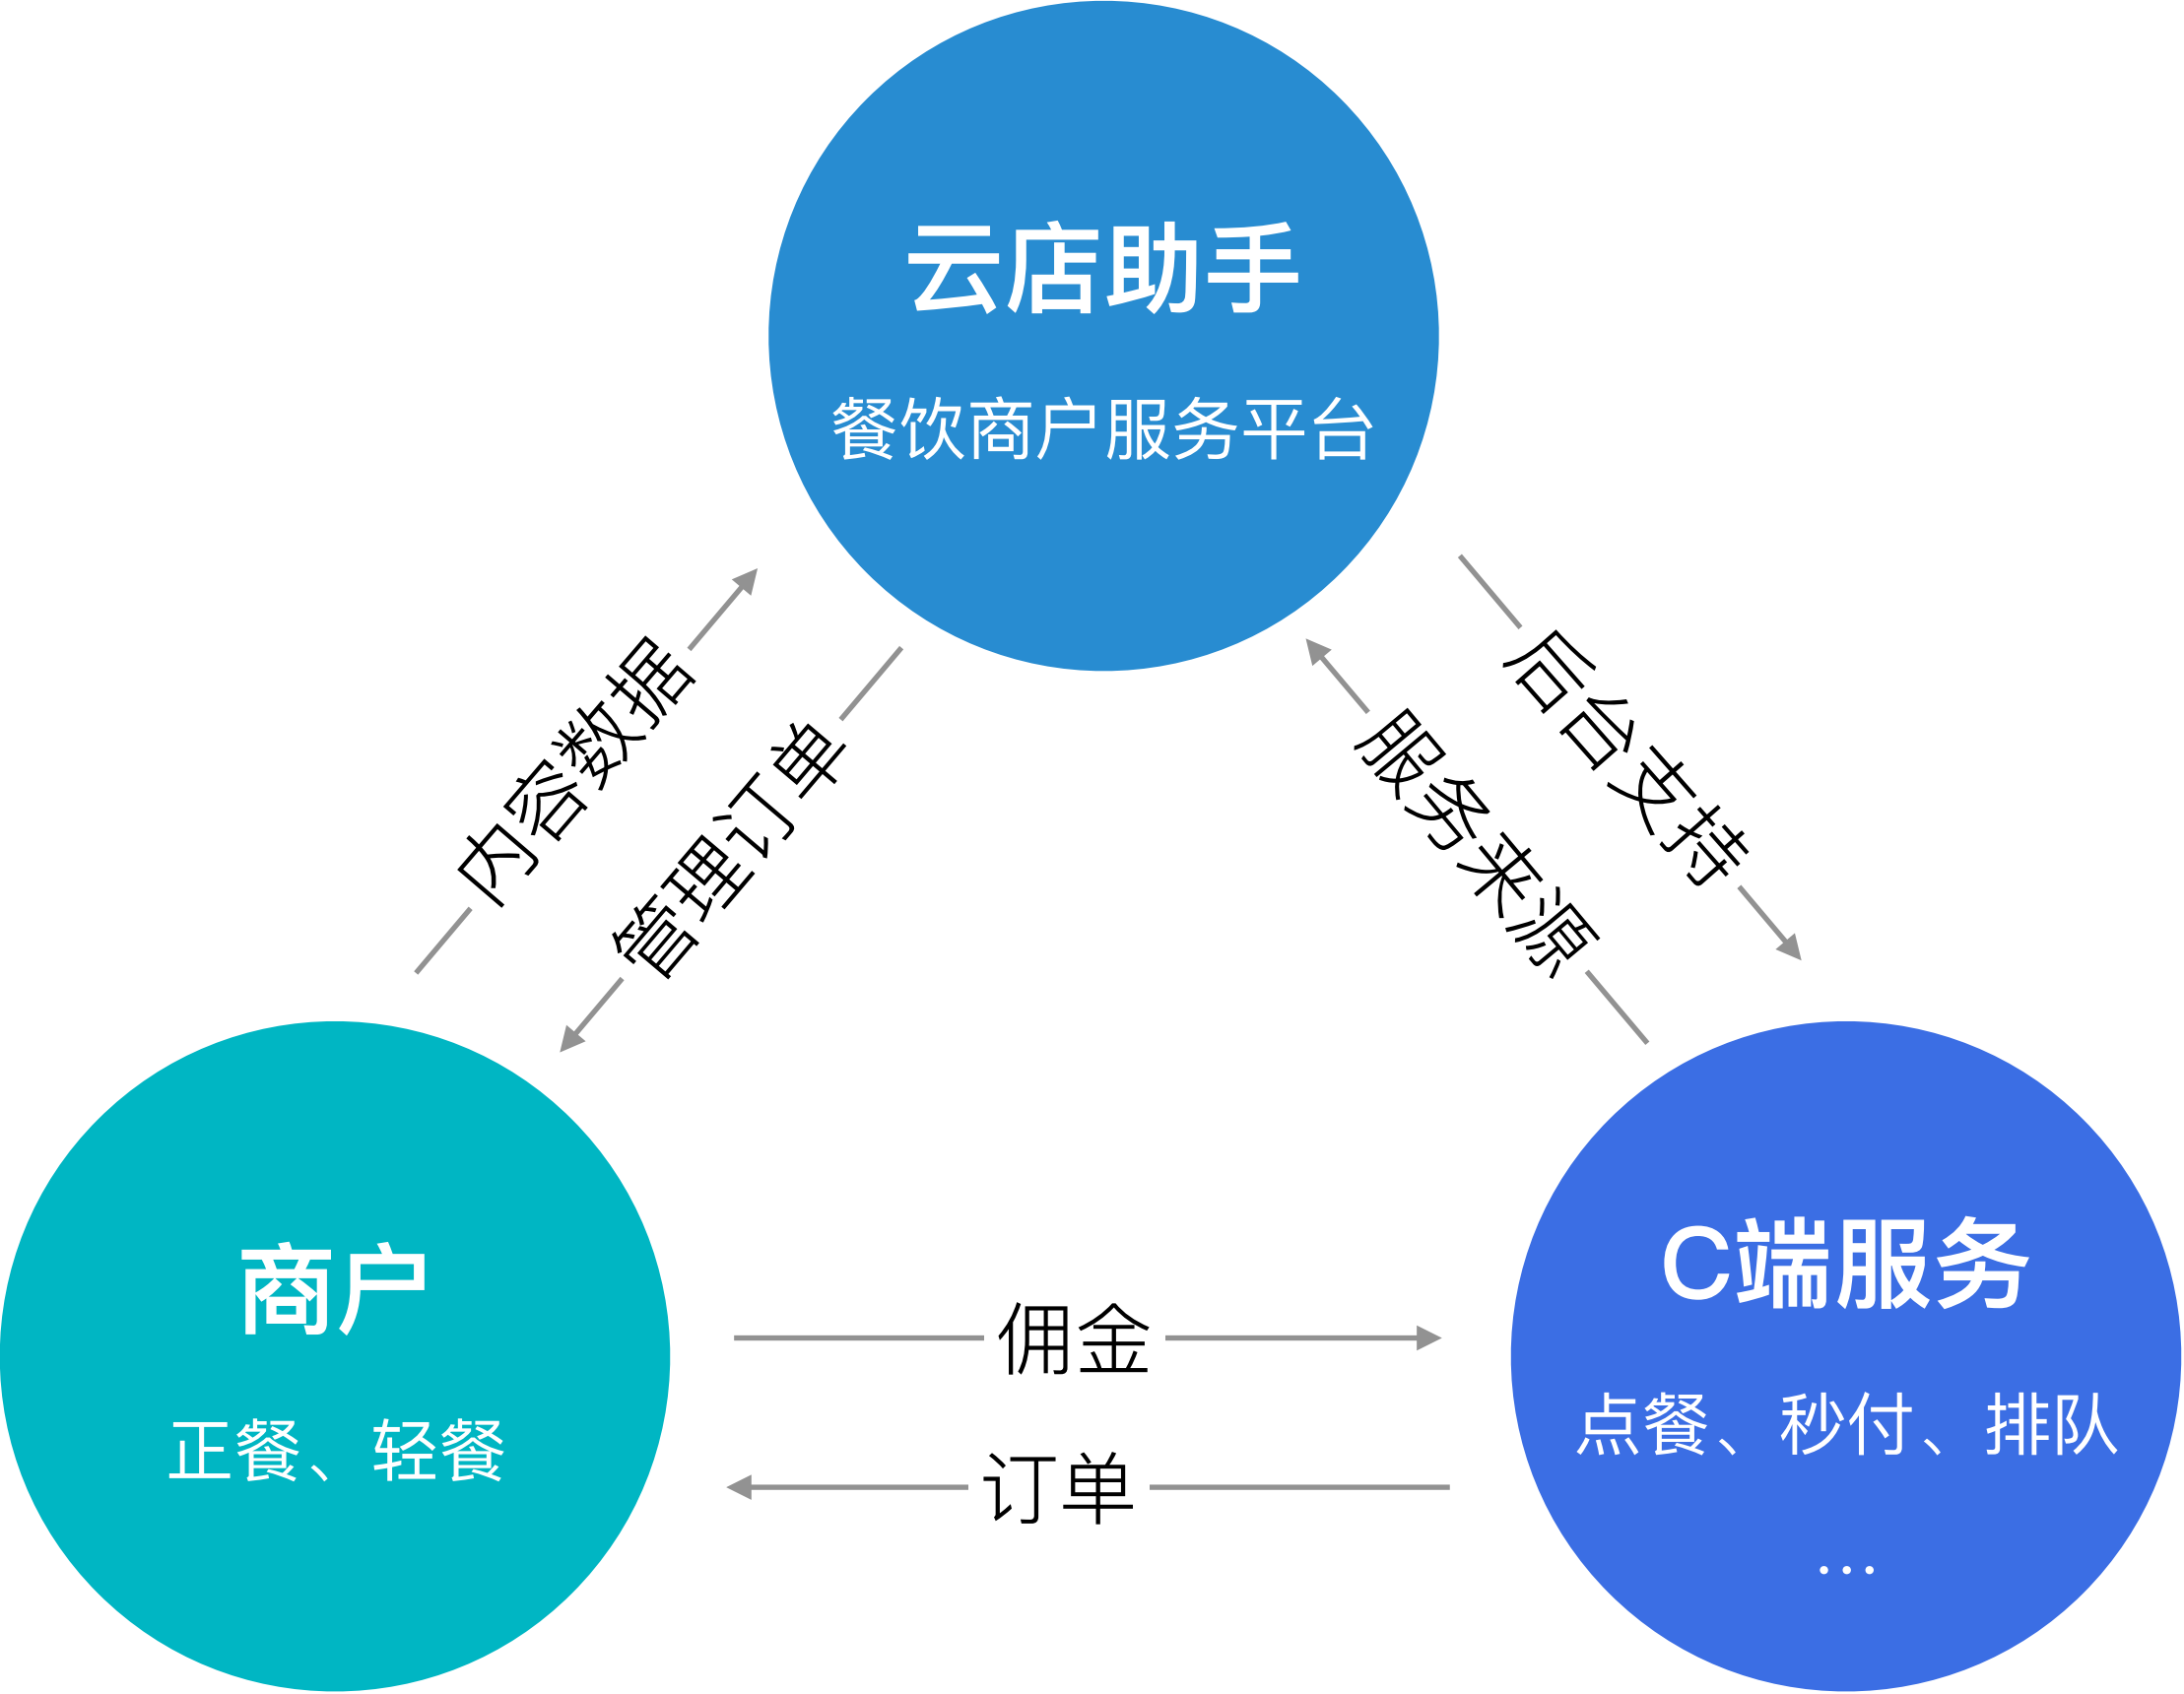 云店助手
餐饮商户服务平台
内容数据
管理订单
服务来源
后台支持
商户
正餐、轻餐
佣金
订单
C端服务
点餐、秒付、排队
...